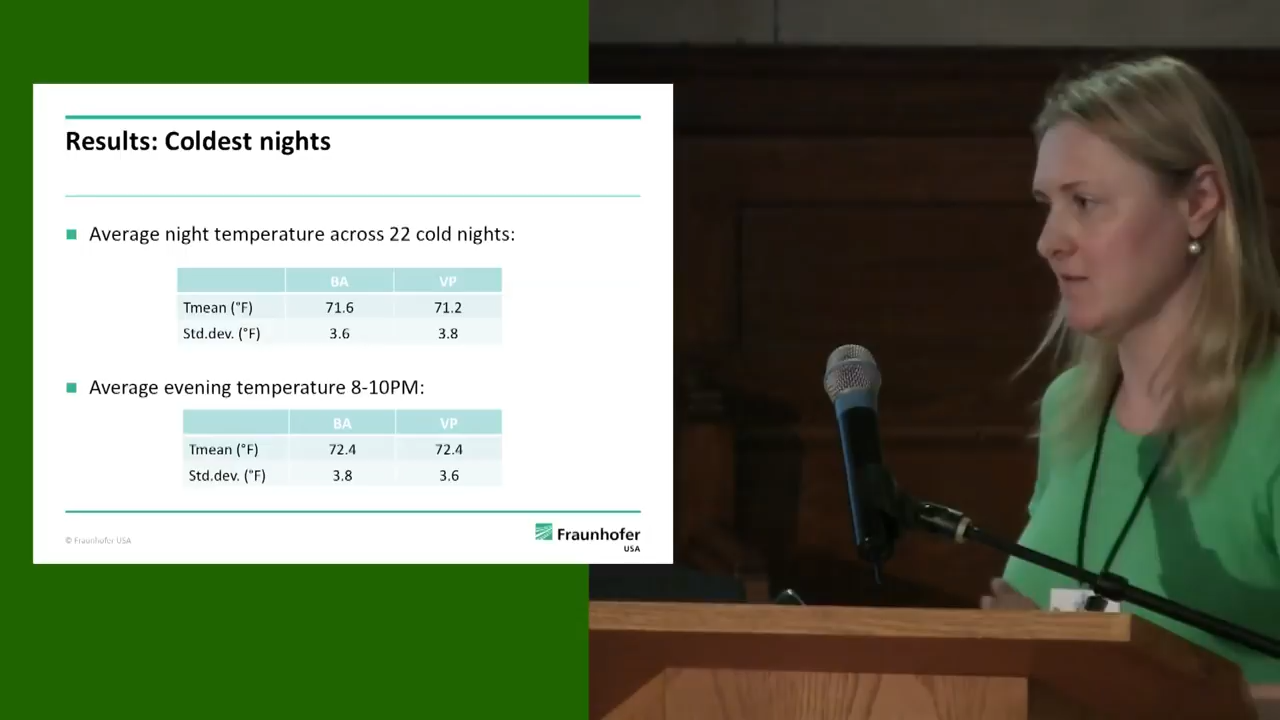 Results: Coldest nights
Average night temperature across 22 cold nights:
BA VP
Tmean (°F) 71.6 71.2
Std.dev. (°F) 3.6 3.8
Average evening temperature 8-10PM:
BA VP
Tmean (°F) 72.4 72.4
Std.dev. (°F) 3.8 3.6
© Fraunhofer USA
Fraunhofer
USA